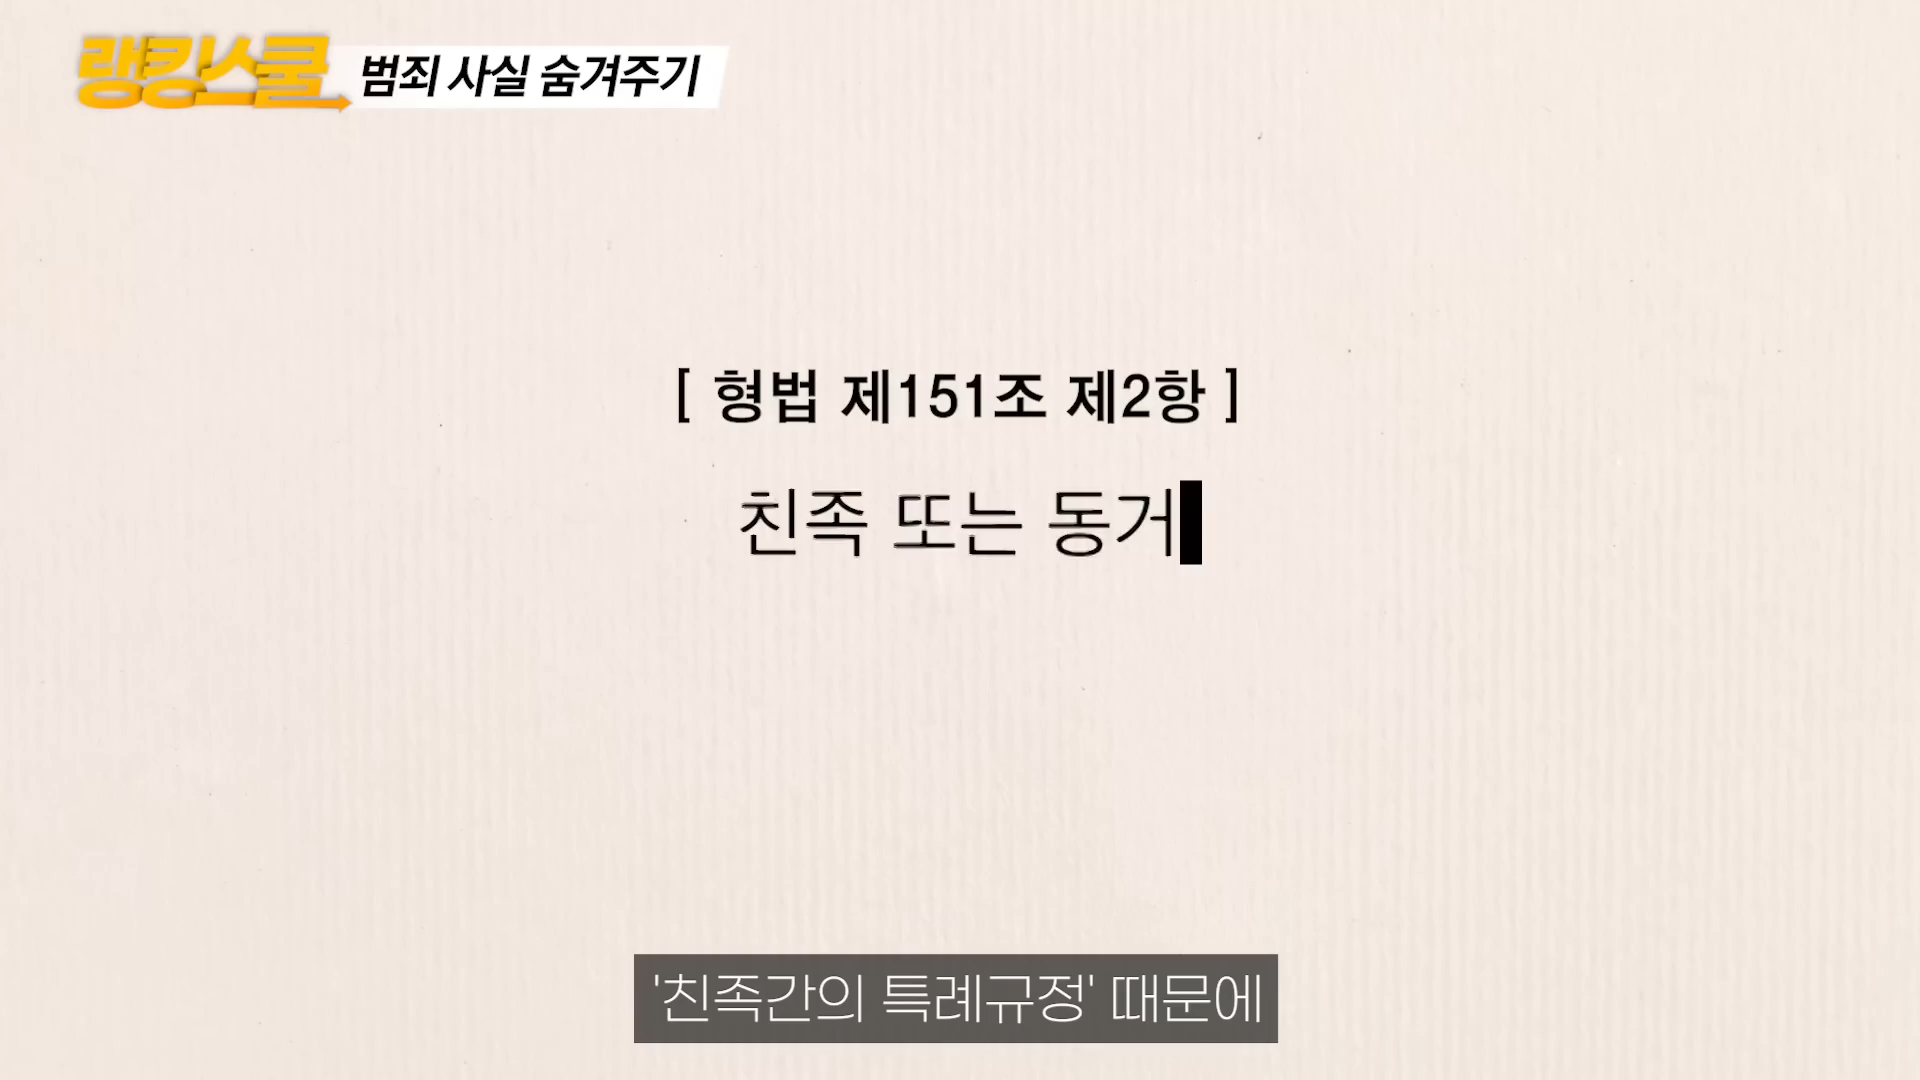 랭킹스쿨 범죄 사실 숨겨주기
[ 형법 제151조 제2항 ]
친족 또는 동거
'친족간의 특례규정' 때문에